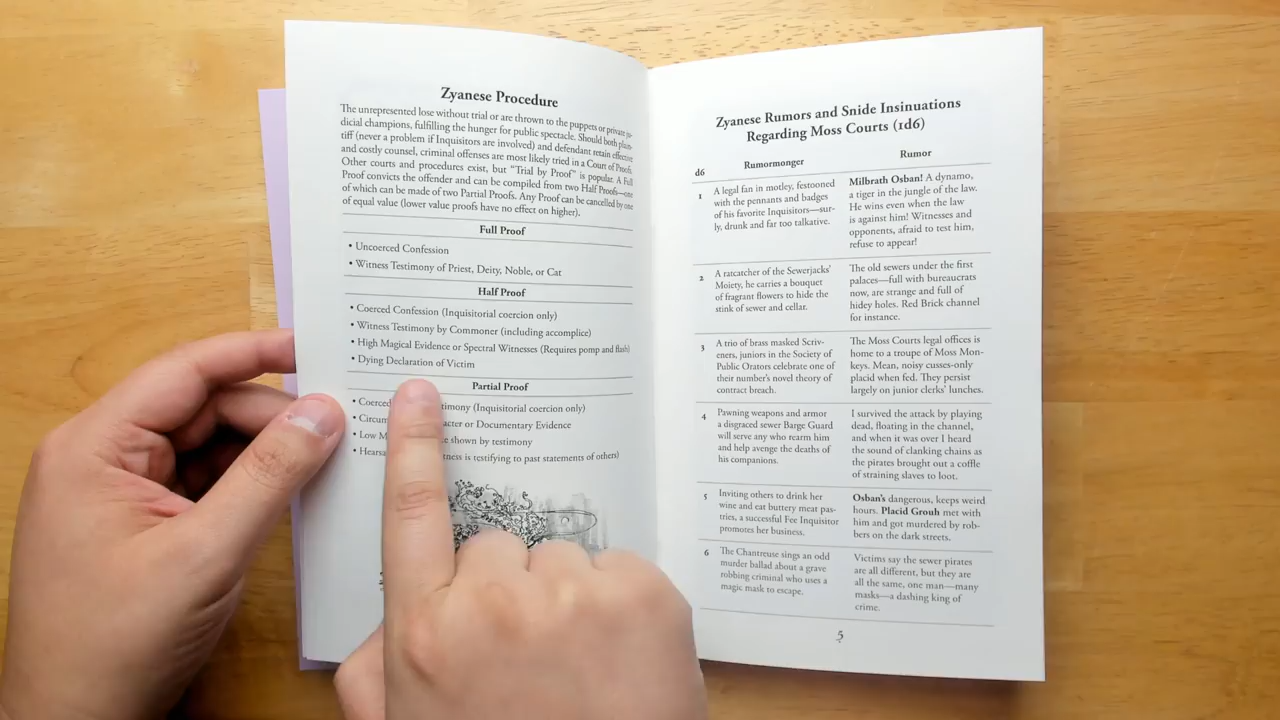 Zyanese Procedure
The unrepresented lose without trial or are thrown to the puppets or private ju-
dicial champions, fulfilling the hunger for public spectacle. Should both plain-
tiff (never a problem if Inquisitors are involved) and defendant retain effective
and costly counsel, criminal offenses are most likely tried in a Court of Proofs.
Other courts and procedures exist, but “Trial by Proof” is popular. A Full
Proof convicts the offender and can be compiled from two Half Proofs—one
of which can be made of two Partial Proofs. Any Proof can be cancelled by one
of equal value (lower value proofs have no effect on higher).
Full Proof
• Uncoerced Confession
• Witness Testimony of Priest, Deity, Noble, or Cat
Half Proof
• Coerced Confession (Inquisitorial coercion only)
• Witness Testimony by Commoner (including accomplice)
• High Magical Evidence or Spectral Witnesses (Requires pomp and flash)
• Dying Declaration of Victim
Partial Proof
• Coerced timony (Inquisitorial coercion only)
• Circum acter or Documentary Evidence
• Low M e shown by testimony
• Hearsa rness is testifying to past statements of others)
Zyanese Rumors and Snide Insinuations
Regarding Moss Courts (1d6)
d6 Rumormonger Rumor
1 A legal fan in motley, festooned
with the pennants and badges
of his favorite Inquisitors—sur-
ly, drunk and far too talkative.
Milbrath Osban! A dynamo,
a tiger in the jungle of the law.
He wins even when the law
is against him! Witnesses and
opponents, afraid to test him,
refuse to appear!
2 A ratcatcher of the Sewerjacks’
Moiety, he carries a bouquet
of fragrant flowers to hide the
stink of sewer and cellar.
The old sewers under the first
palaces—full with bureaucrats
now, are strange and full of
hidey holes. Red Brick channel
for instance.
3 A trio of brass masked Scriv-
eners, juniors in the Society of
Public Orators celebrate one of
their number’s novel theory of
contract breach.
The Moss Courts legal offices is
home to a troupe of Moss Mon-
keys. Mean, noisy cusses-only
placid when fed. They persist
largely on junior clerks’ lunches.
4 Pawning weapons and armor
a disgraced sewer Barge Guard
will serve any who rearm him
and help avenge the deaths of
his companions.
I survived the attack by playing
dead, floating in the channel,
and when it was over I heard
the sound of clanking chains as
the pirates brought out a coffle
of straining slaves to loot.
5 Inviting others to drink her
wine and eat buttery meat pas-
tries, a successful Fee Inquisitor
promotes her business.
Osban’s dangerous, keeps weird
hours. Placid Grouh met with
him and got murdered by rob-
bers on the dark streets.
6 The Chantreuse sings an odd
murder ballad about a grave
robbing criminal who uses a
magic mask to escape.
Victims say the sewer pirates
are all different, but they are
all the same, one man—many
masks—a dashing king of
crime.
5